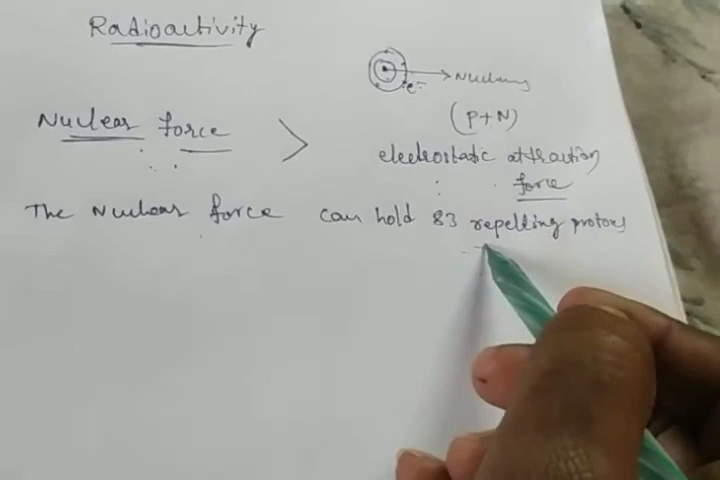 Radioactivity
Nucleus
e-
(P+N)
Nuclear force > electrostatic attraction
force
The Nuclear force can hold 83 repelling protons